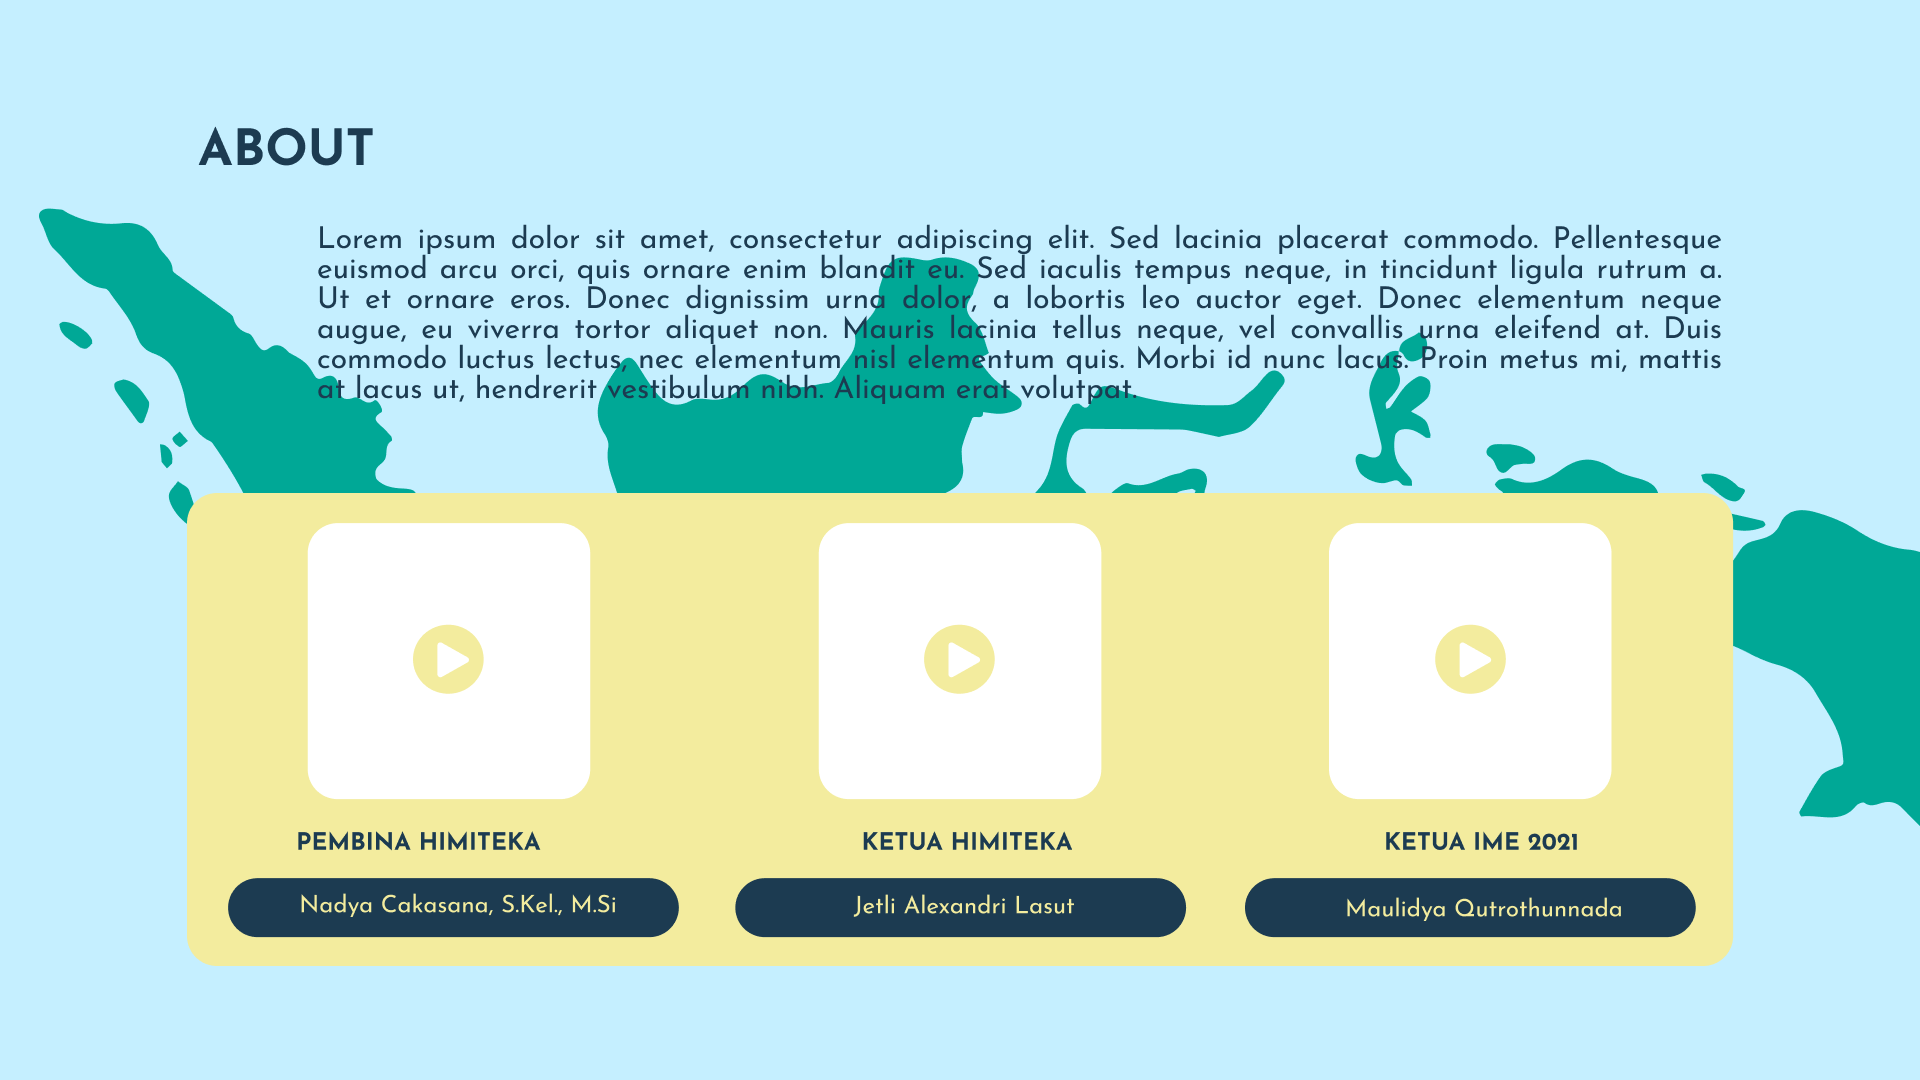 ABOUT
Lorem ipsum dolor sit amet, consectetur adipiscing elit. Sed lacinia placerat commodo. Pellentesque
euismod arcu orci, quis ornare enim blandit eu. Sed iaculis tempus neque, in tincidunt ligula rutrum a.
Ut et ornare eros. Donec dignissim urna dolor, a lobortis leo auctor eget. Donec elementum neque
augue, eu viverra tortor aliquet non. Mauris lacinia tellus neque, vel convallis urna eleifend at. Duis
commodo luctus lectus, nec elementum nisl elementum quis. Morbi id nunc lacus. Proin metus mi, mattis
at lacus ut, hendrerit vestibulum nibh. Aliquam erat volutpat.
PEMBINA HIMITEKA
Nadya Cakasana, S.Kel., M.Si
KETUA HIMITEKA
Jetli Alexandri Lasut
KETUA IME 2021
Maulidya Qutrothunnada